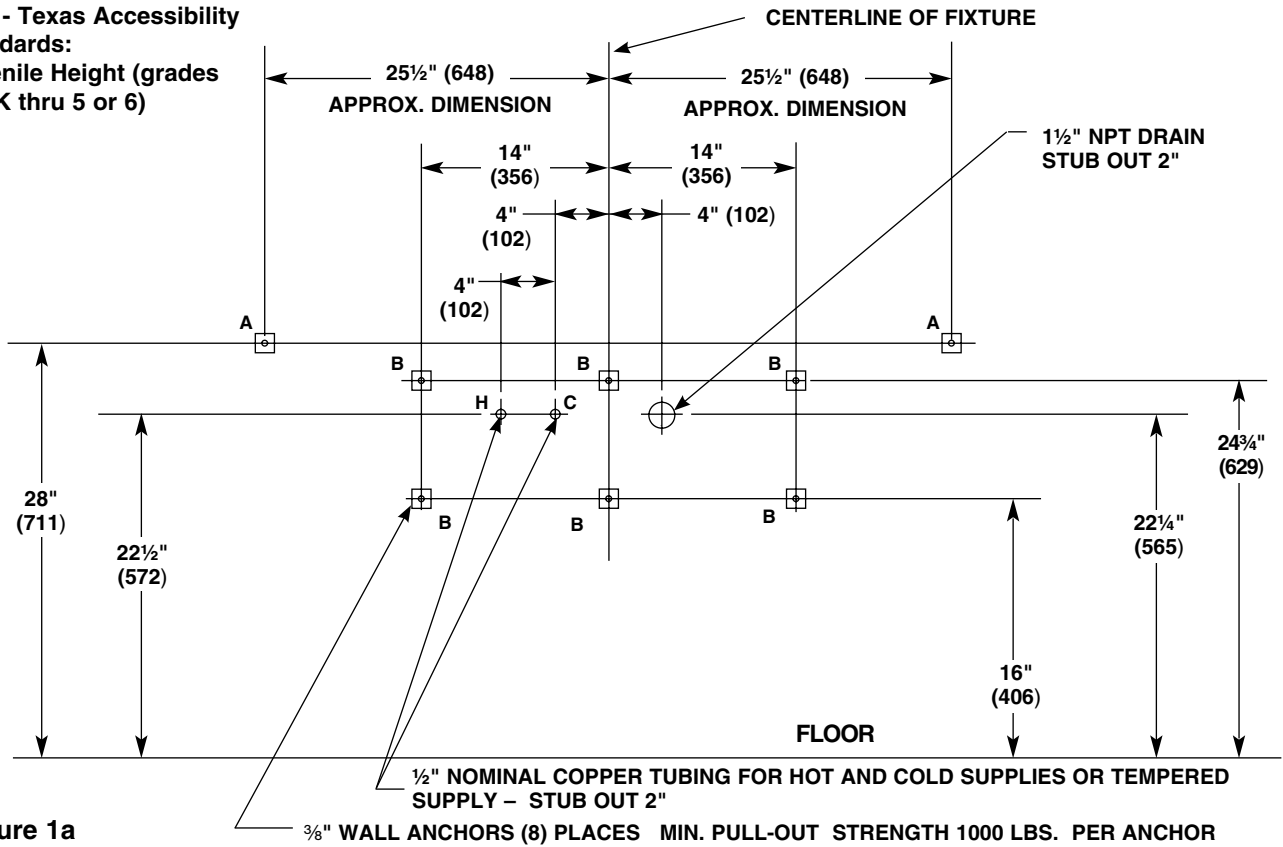 - Texas Accessibility
dards:
enile Height (grades
K thru 5 or 6)
CENTERLINE OF FIXTURE
25½" (648)
APPROX. DIMENSION
25½" (648)
APPROX. DIMENSION
1½" NPT DRAIN
STUB OUT 2"
14"
(356)
14"
(356)
4"
(102)
4" (102)
4"
(102)
A
A
B
B
B
H
C
B
B
B
28"
(711)
22½"
(572)
24¾"
(629)
22¼"
(565)
16"
(406)
FLOOR
½" NOMINAL COPPER TUBING FOR HOT AND COLD SUPPLIES OR TEMPERED
SUPPLY – STUB OUT 2"
ure 1a
⅜" WALL ANCHORS (8) PLACES MIN. PULL-OUT STRENGTH 1000 LBS. PER ANCHOR